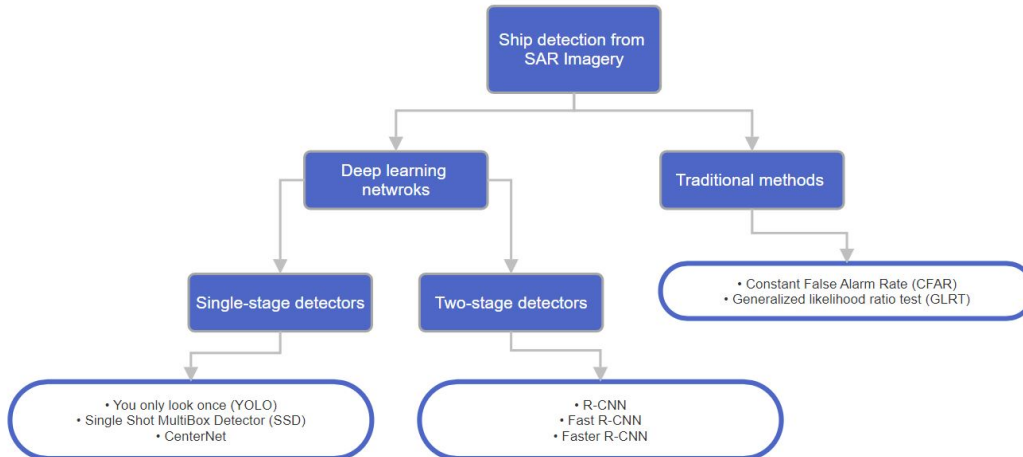 Ship detection from
SAR Imagery
Deep learning
netwroks
Traditional methods
Single-stage detectors
Two-stage detectors
• Constant False Alarm Rate (CFAR)
• Generalized likelihood ratio test (GLRT)
• You only look once (YOLO)
• Single Shot MultiBox Detector (SSD)
• CenterNet
• R-CNN
• Fast R-CNN
• Faster R-CNN